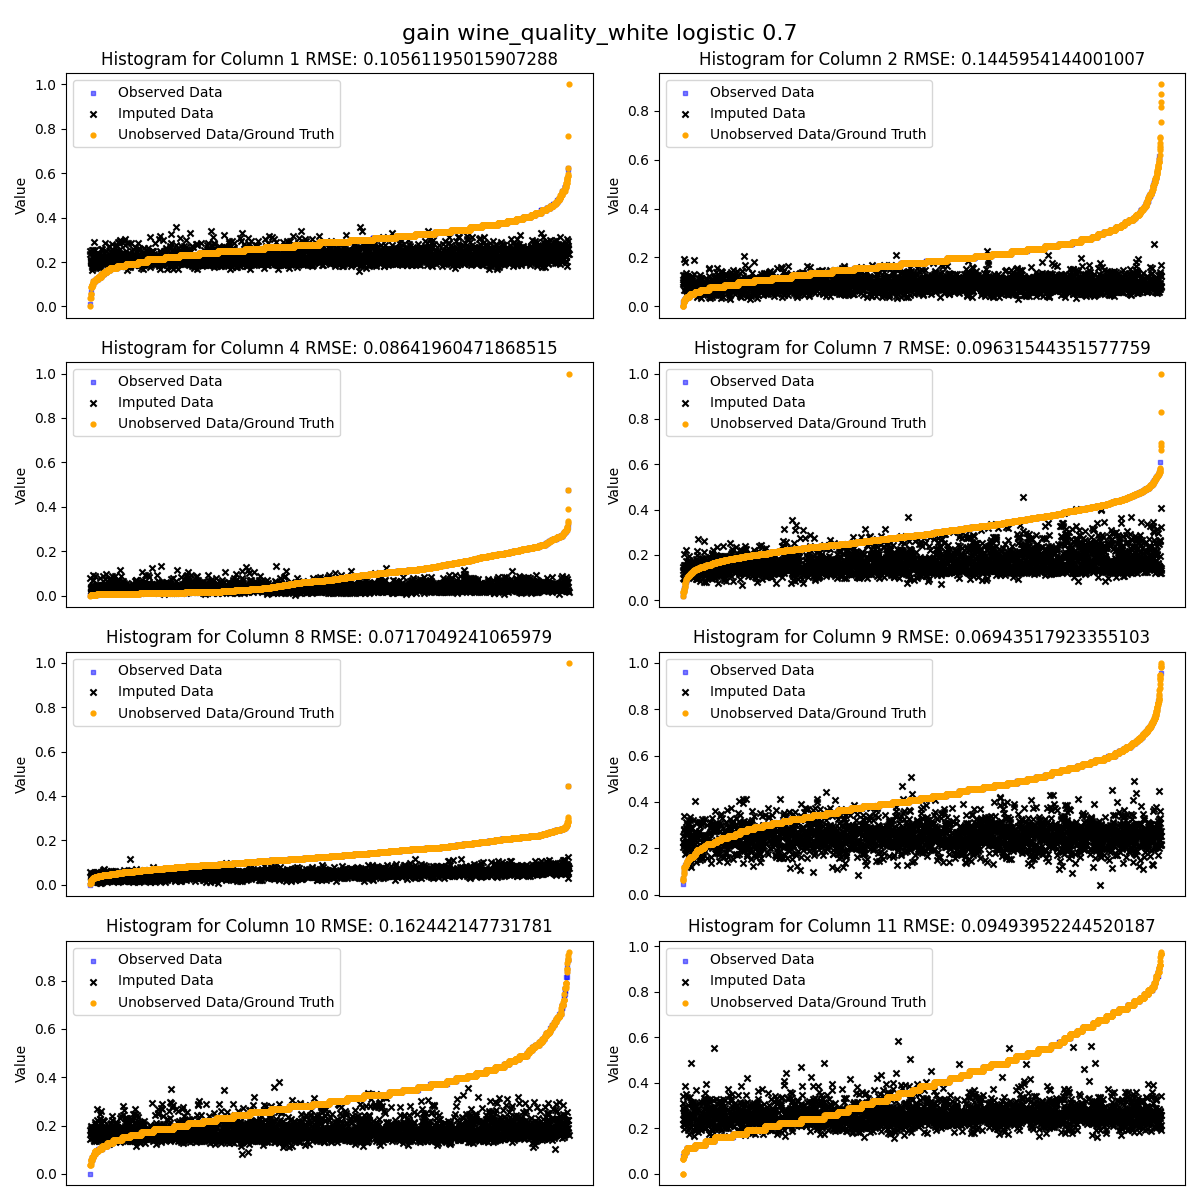 gain wine_quality_white logistic 0.7
Histogram for Column 1 RMSE: 0.10561195015907288
Value
1.0
0.8
0.6
0.4
0.2
0.0
Observed Data
Imputed Data
Unobserved Data/Ground Truth
Histogram for Column 2 RMSE: 0.1445954144001007
Value
0.8
0.6
0.4
0.2
0.0
Observed Data
Imputed Data
Unobserved Data/Ground Truth
Histogram for Column 4 RMSE: 0.08641960471868515
Value
1.0
0.8
0.6
0.4
0.2
0.0
Observed Data
Imputed Data
Unobserved Data/Ground Truth
Histogram for Column 7 RMSE: 0.09631544351577759
Value
1.0
0.8
0.6
0.4
0.2
0.0
Observed Data
Imputed Data
Unobserved Data/Ground Truth
Histogram for Column 8 RMSE: 0.0717049241065979
Value
1.0
0.8
0.6
0.4
0.2
0.0
Observed Data
Imputed Data
Unobserved Data/Ground Truth
Histogram for Column 9 RMSE: 0.06943517923355103
Value
1.0
0.8
0.6
0.4
0.2
0.0
Observed Data
Imputed Data
Unobserved Data/Ground Truth
Histogram for Column 10 RMSE: 0.162442147731781
Value
0.8
0.6
0.4
0.2
0.0
Observed Data
Imputed Data
Unobserved Data/Ground Truth
Histogram for Column 11 RMSE: 0.09493952244520187
Value
1.0
0.8
0.6
0.4
0.2
0.0
Observed Data
Imputed Data
Unobserved Data/Ground Truth